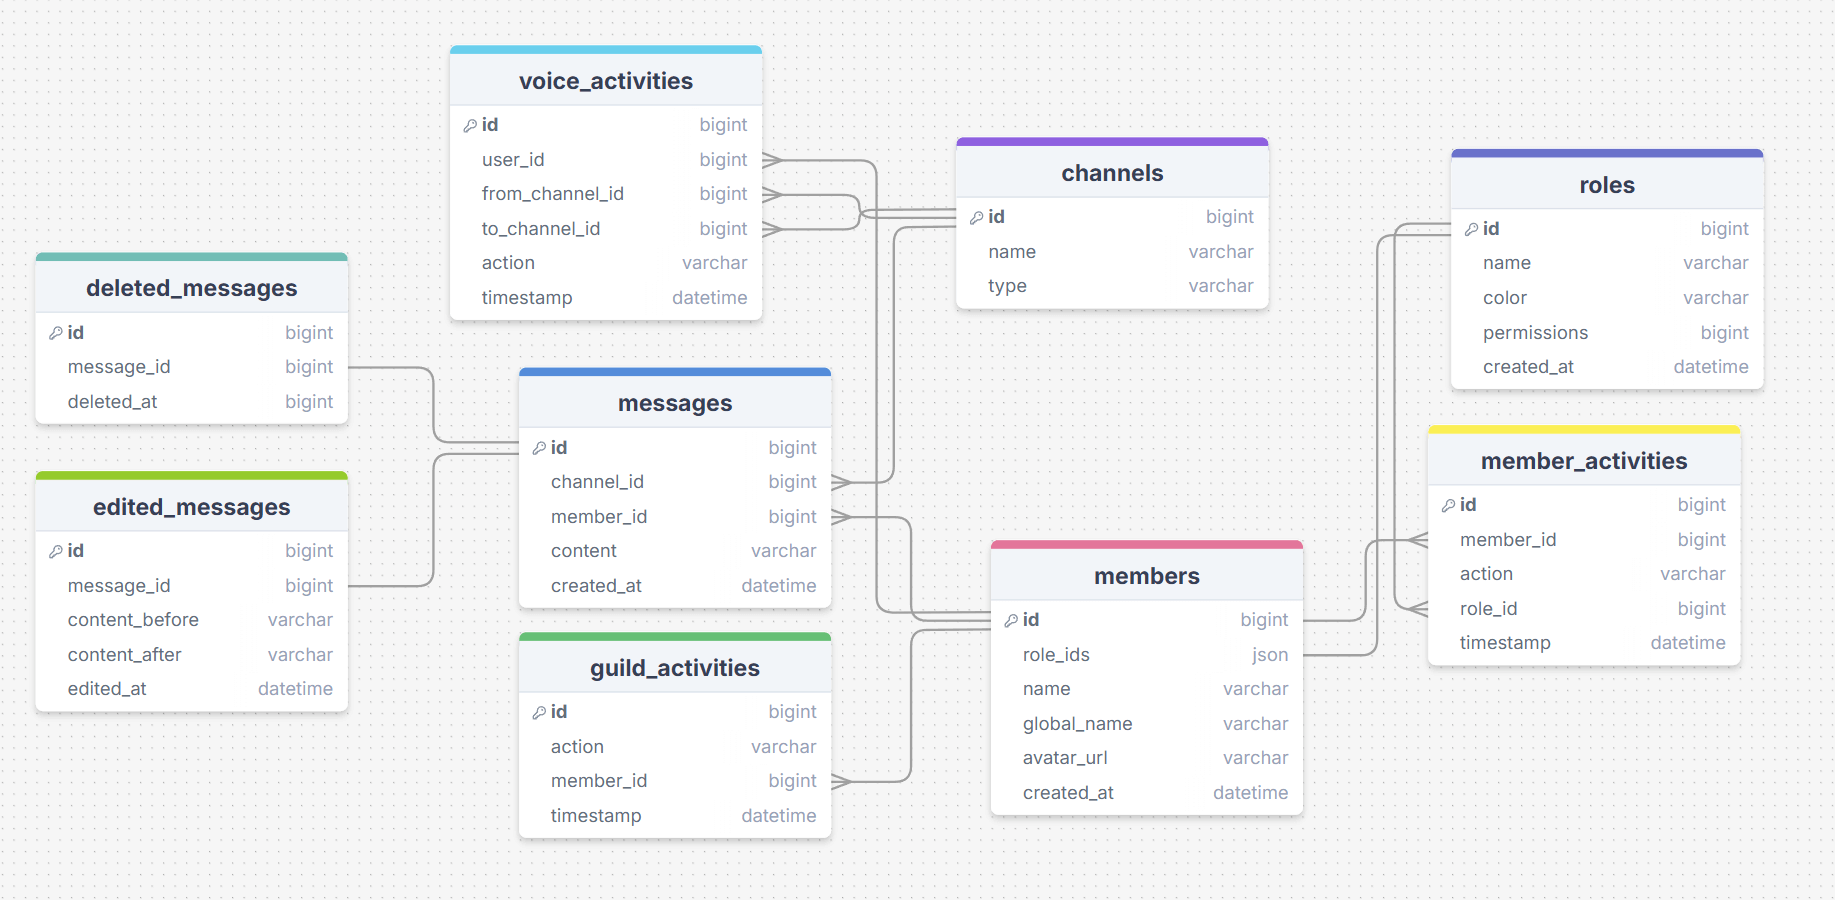 voice_activities
id bigint
user_id bigint
from_channel_id bigint
to_channel_id bigint
action varchar
timestamp datetime
channels
id bigint
name varchar
type varchar
roles
id bigint
name varchar
color varchar
permissions bigint
created_at datetime
deleted_messages
id bigint
message_id bigint
deleted_at bigint
messages
id bigint
channel_id bigint
member_id bigint
content varchar
created_at datetime
member_activities
id bigint
member_id bigint
action varchar
role_id bigint
timestamp datetime
edited_messages
id bigint
message_id bigint
content_before varchar
content_after varchar
edited_at datetime
members
id bigint
role_ids json
name varchar
global_name varchar
avatar_url varchar
created_at datetime
guild_activities
id bigint
action varchar
member_id bigint
timestamp datetime